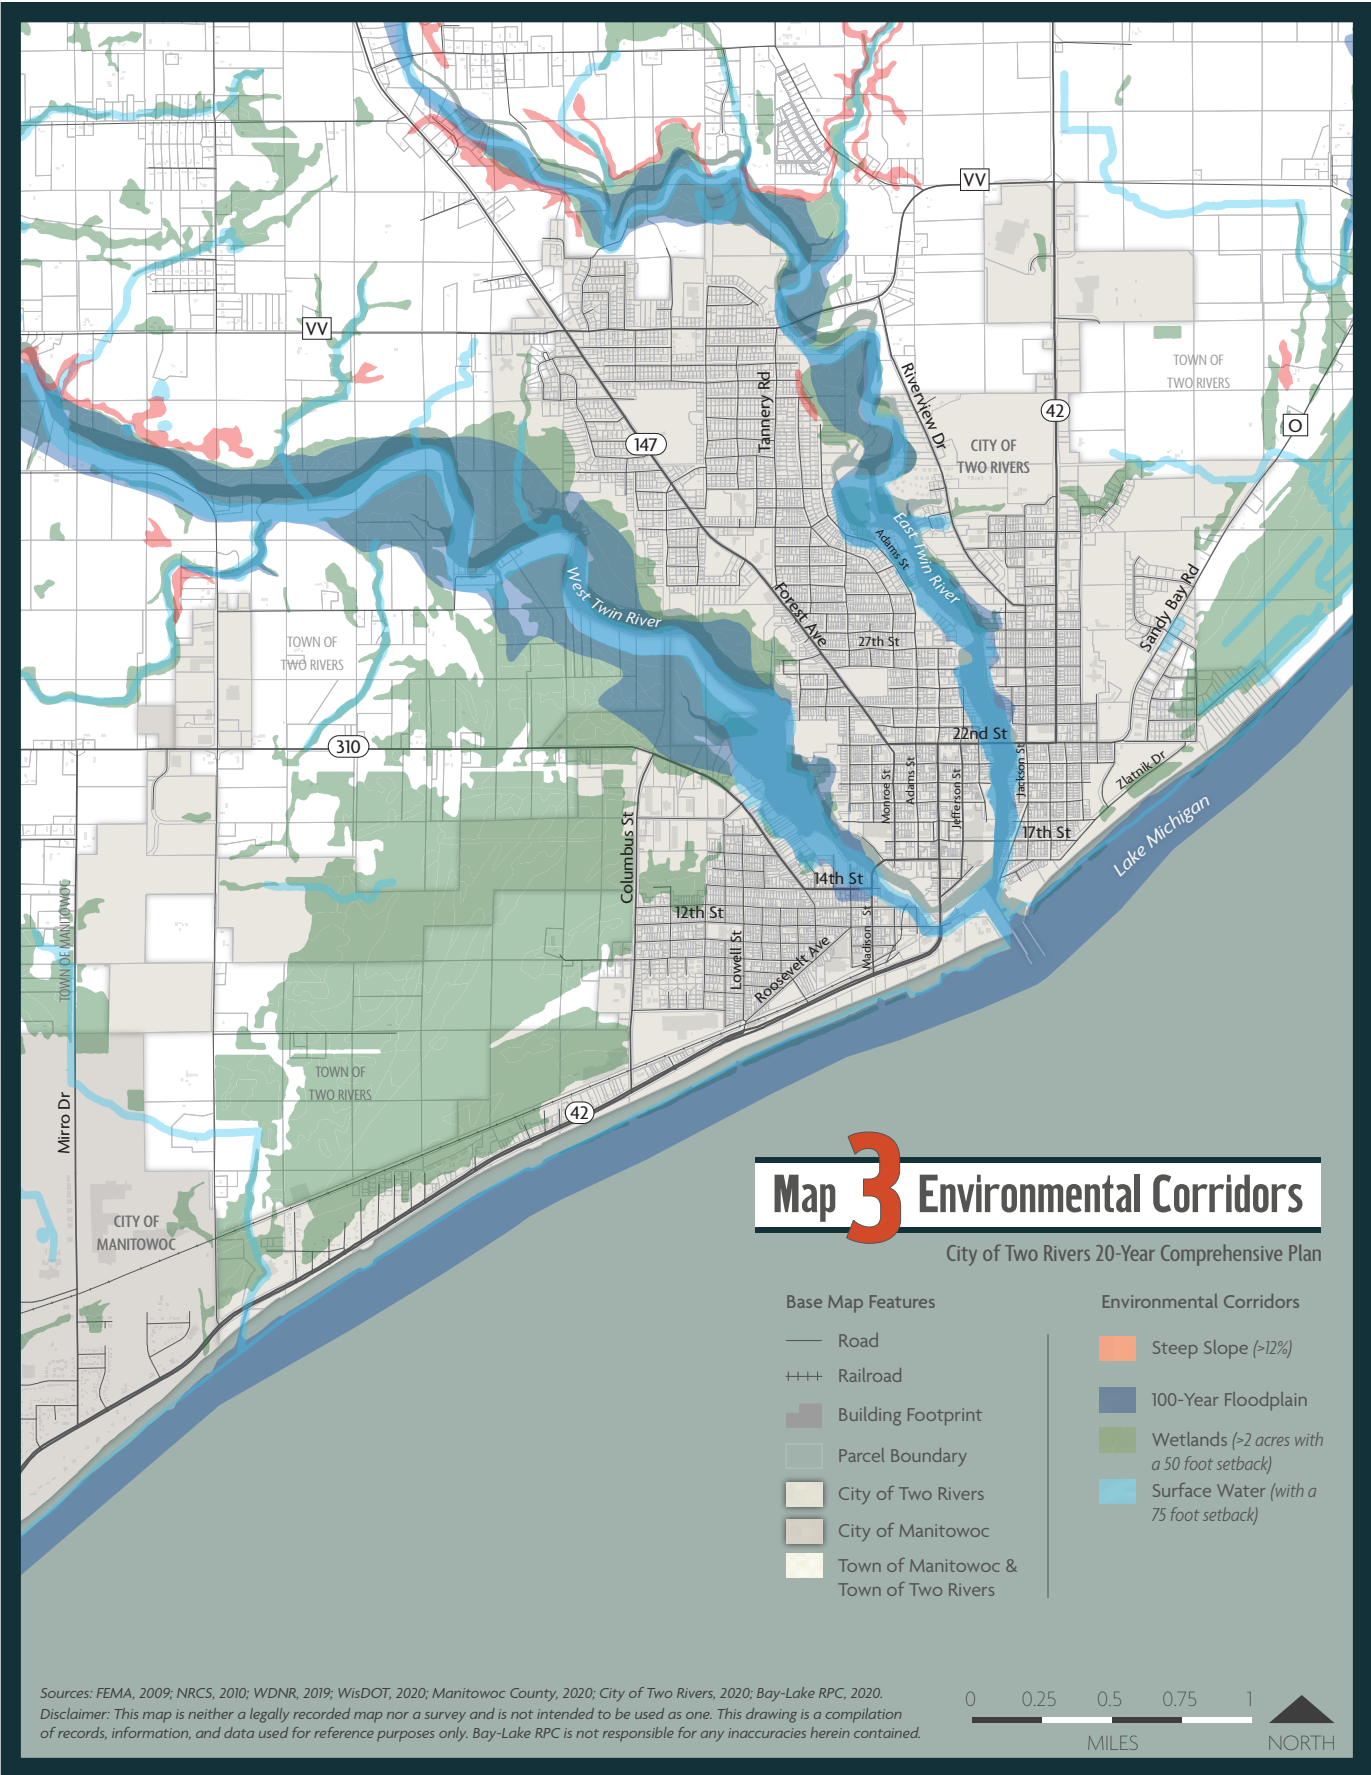 VV
VV
TOWN OF
TWO RIVERS
Riverview Dr
Tannery Rd
42
O
147
CITY OF
TWO RIVERS
East Twin River
Adams St
West Twin River
Forest Ave
Sandy Bay Rd
27th St
TOWN OF
TWO RIVERS
310
22nd St
Jackson St
Zlatnik Dr
Monroe St
Adams St
Jefferson St
Lake Michigan
17th St
Columbus St
14th St
12th St
Madison St
Lowell St
Roosevelt Ave
TOWN OF MANITOWOC
TOWN OF
TWO RIVERS
42
Mirro Dr
CITY OF
MANITOWOC
Map 3 Environmental Corridors
City of Two Rivers 20-Year Comprehensive Plan
Base Map Features
Road
Railroad
Building Footprint
Parcel Boundary
City of Two Rivers
City of Manitowoc
Town of Manitowoc &
Town of Two Rivers
Environmental Corridors
Steep Slope (>12%)
100-Year Floodplain
Wetlands (>2 acres with
a 50 foot setback)
Surface Water (with a
75 foot setback)
Sources: FEMA, 2009; NRCS, 2010; WDNR, 2019; WisDOT, 2020; Manitowoc County, 2020; City of Two Rivers, 2020; Bay-Lake RPC, 2020.
Disclaimer: This map is neither a legally recorded map nor a survey and is not intended to be used as one. This drawing is a compilation
of records, information, and data used for reference purposes only. Bay-Lake RPC is not responsible for any inaccuracies herein contained.
0 0.25 0.5 0.75 1
MILES
NORTH